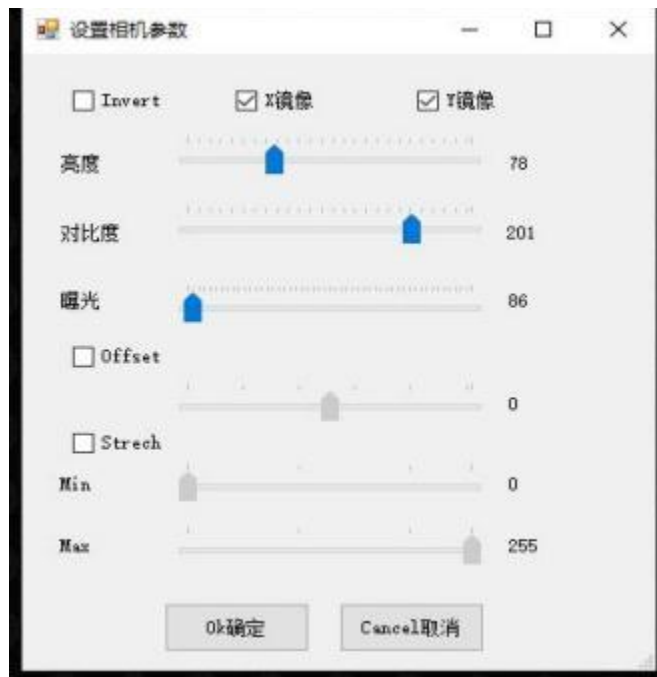 设置相机参数
Invert X镜像 Y镜像
亮度 78
对比度 201
曝光 86
Offset
0
Strech
Min 0
Max 255
Ok确定 Cancel取消